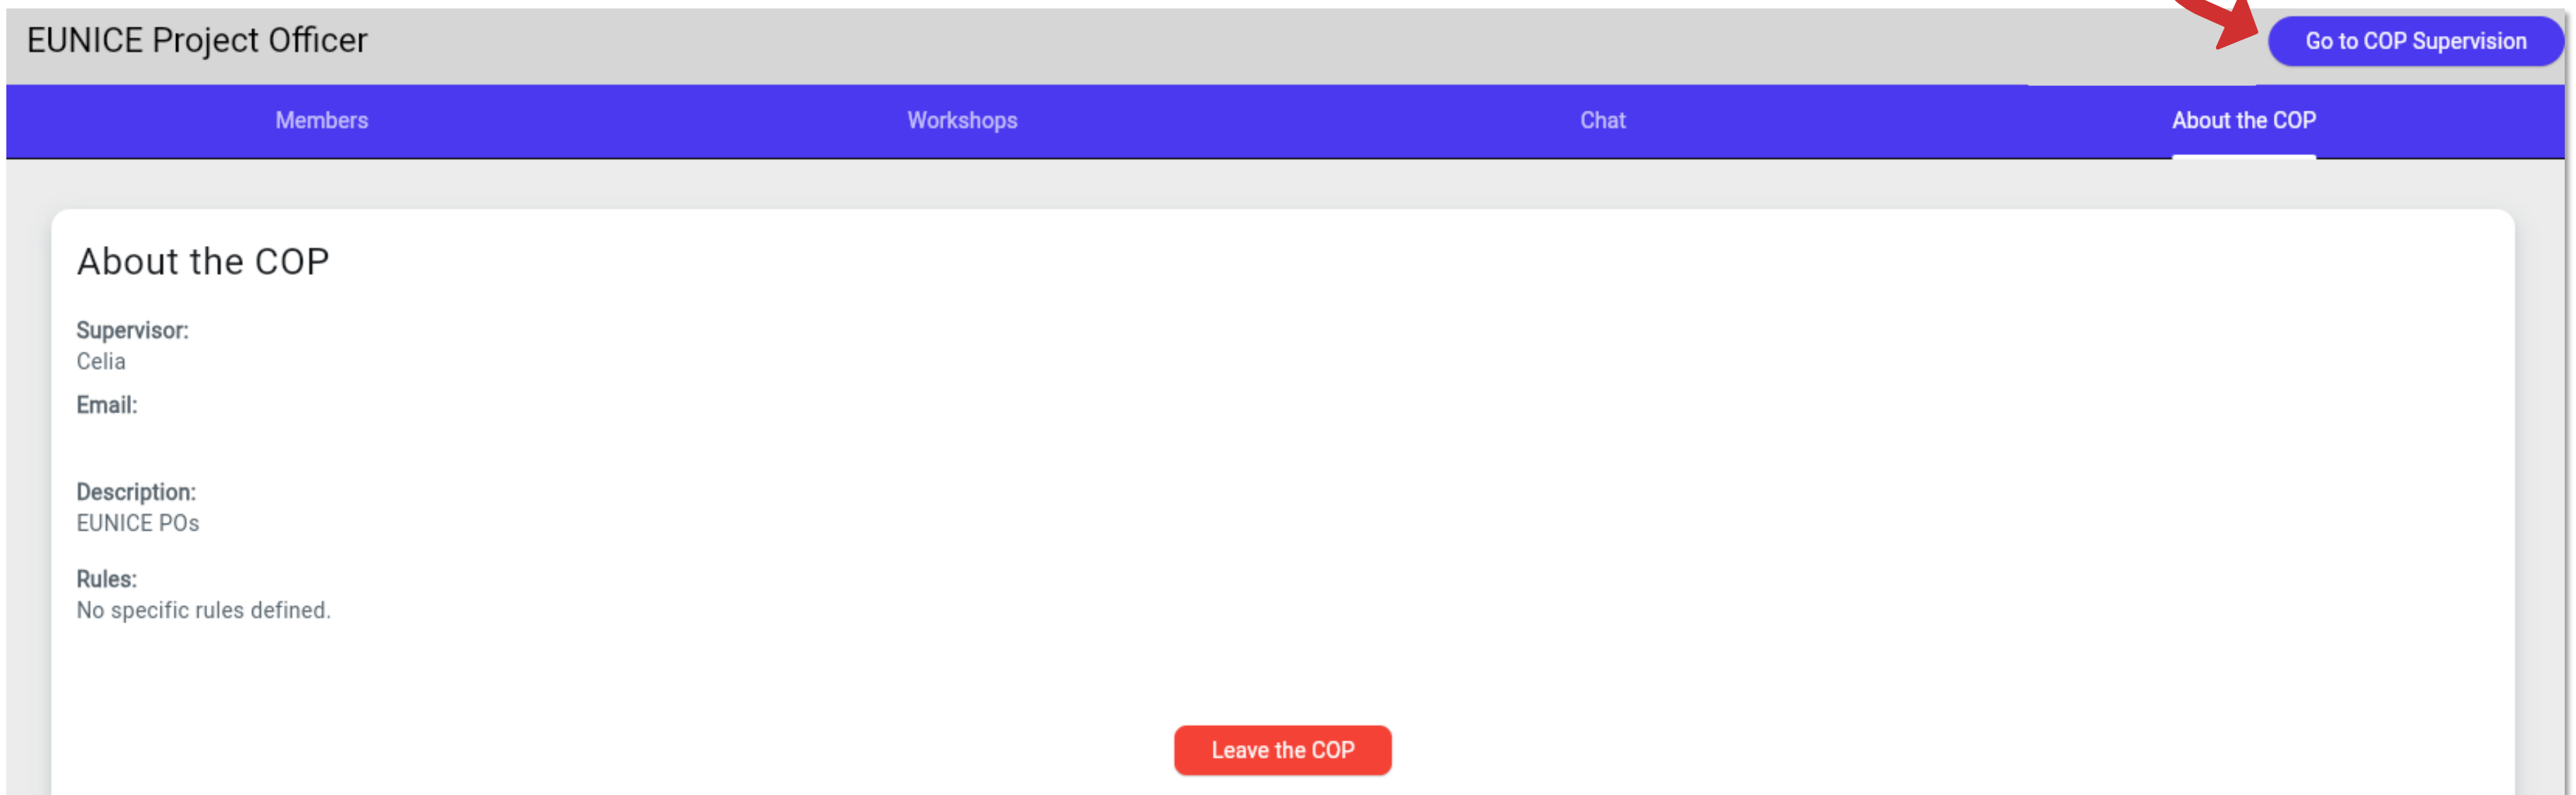 EUNICE Project Officer
Go to COP Supervision
Members
Workshops
Chat
About the COP
About the COP
Supervisor:
Celia
Email:
Description:
EUNICE POs
Rules:
No specific rules defined.
Leave the COP